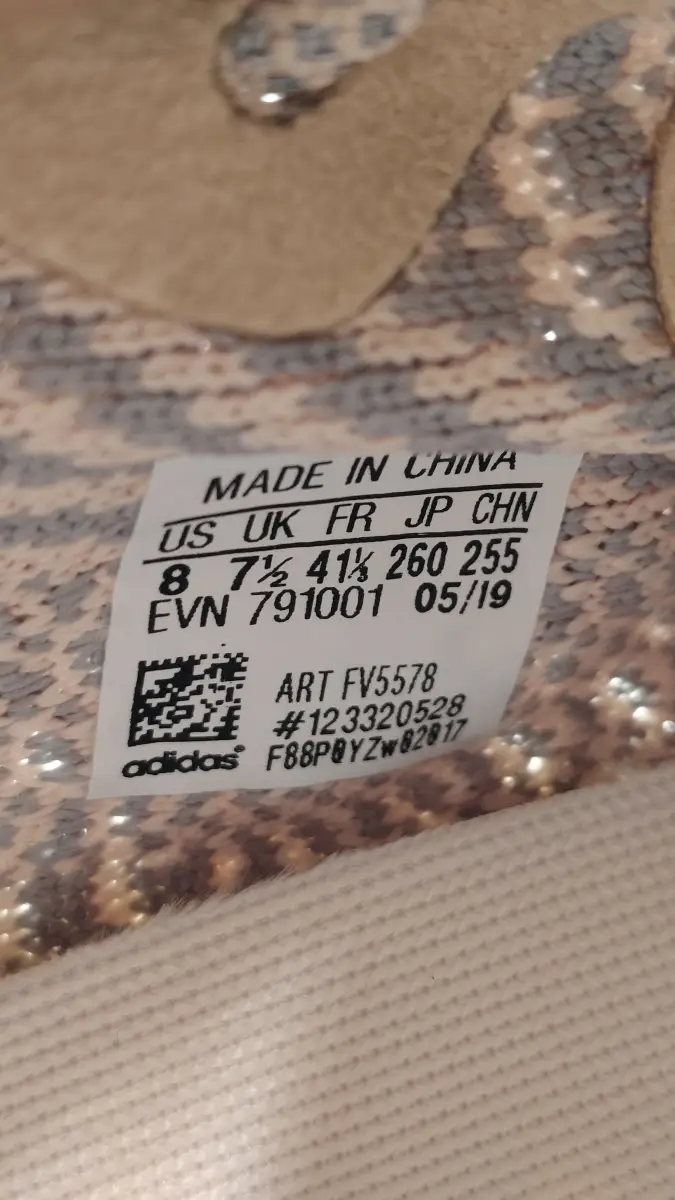 MADE IN CHINA
US UK FR JP CHN
8 7½ 41⅓ 260 255
EVN 791001 05/19
ART FV5578
#123320528
adidas® F88P0YZw02017